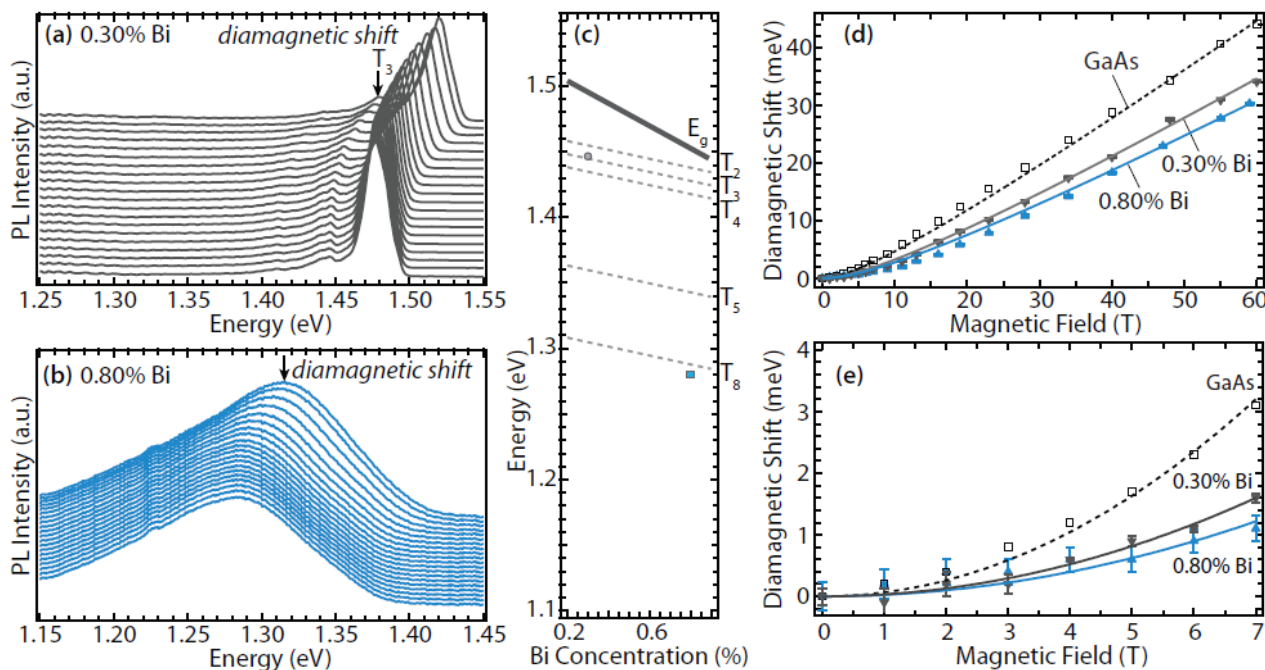 (a) 0.30% Bi
diamagnetic shift
T3
PL Intensity (a.u.)
1.25 1.30 1.35 1.40 1.45 1.50 1.55
Energy (eV)
(b) 0.80% Bi
diamagnetic shift
PL Intensity (a.u.)
1.15 1.20 1.25 1.30 1.35 1.40 1.45
Energy (eV)
(c)
1.5
1.40
1.3
1.2
1.11
Energy (eV)
Eg
T2
T3
T4
T5
T8
0.2 0.6
Bi Concentration (%)
(d)
GaAs
0.30% Bi
0.80% Bi
40
30
20
10
0
Diamagnetic Shift (meV)
0 10 20 30 40 50 60
Magnetic Field (T)
(e)
GaAs
0.30% Bi
0.80% Bi
4
3
2
1
0
Diamagnetic Shift (meV)
0 1 2 3 4 5 6 7
Magnetic Field (T)